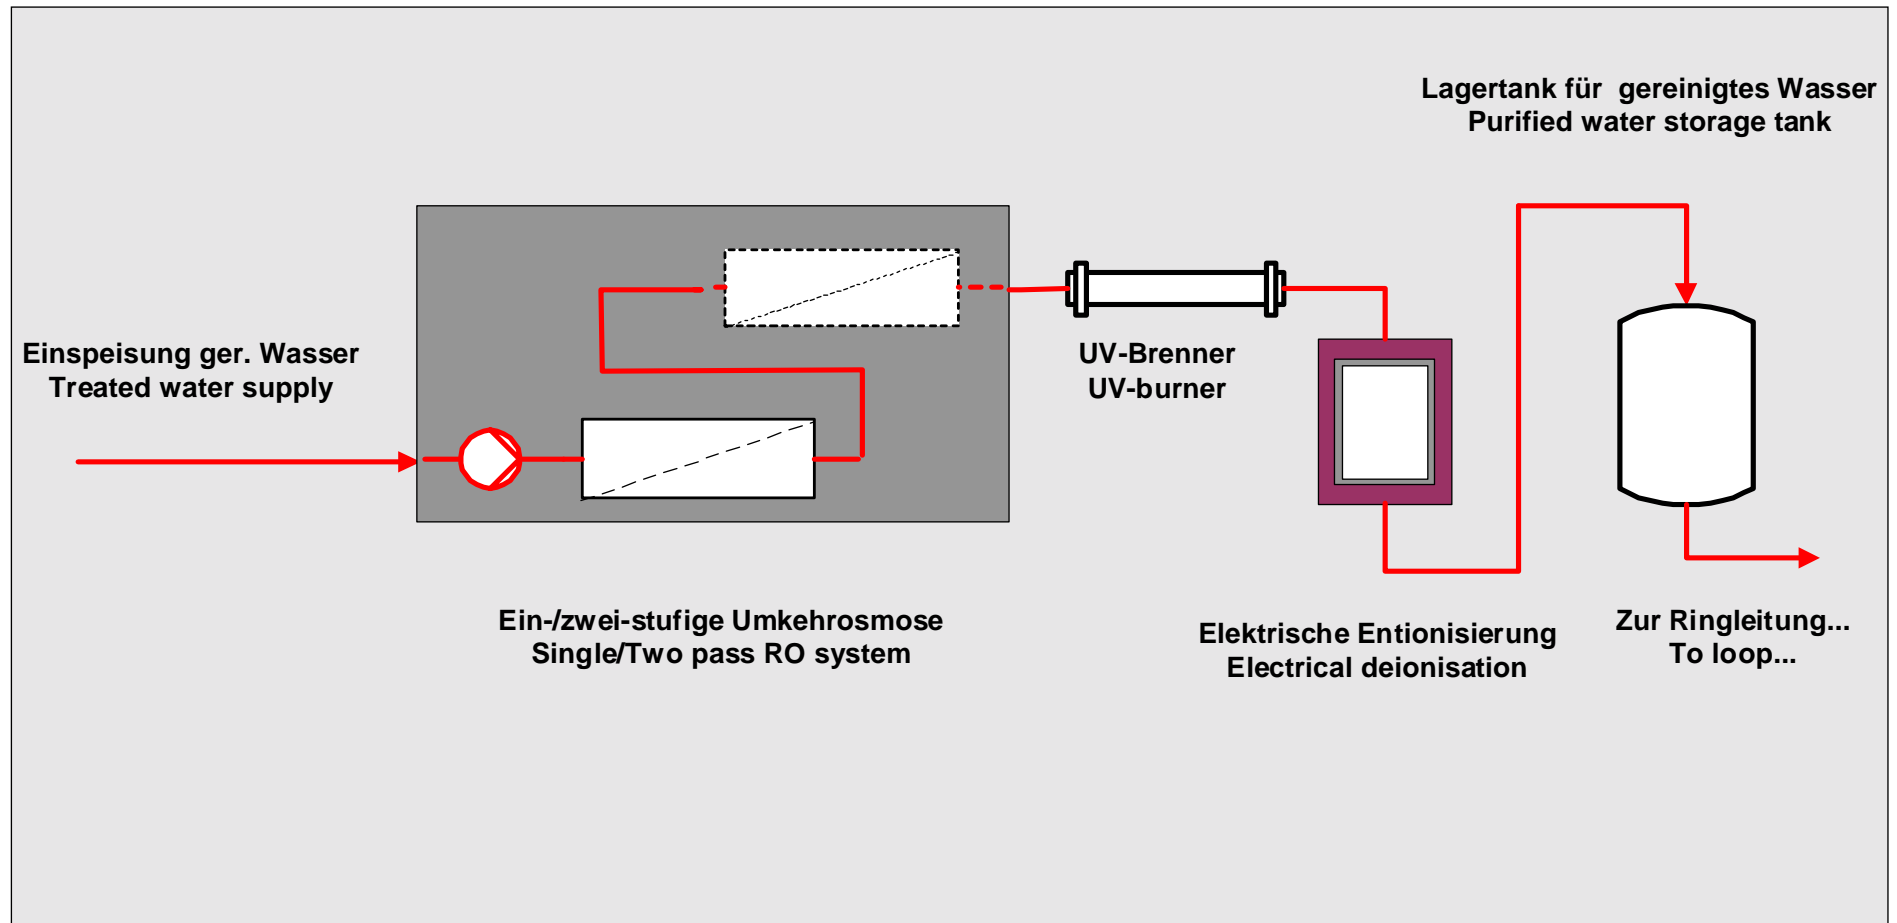 Lagertank für gereinigtes Wasser
Purified water storage tank
Einspeisung ger. Wasser
Treated water supply
UV-Brenner
UV-burner
Ein-/zwei-stufige Umkehrosmose
Single/Two pass RO system
Elektrische Entionisierung
Electrical deionisation
Zur Ringleitung...
To loop...